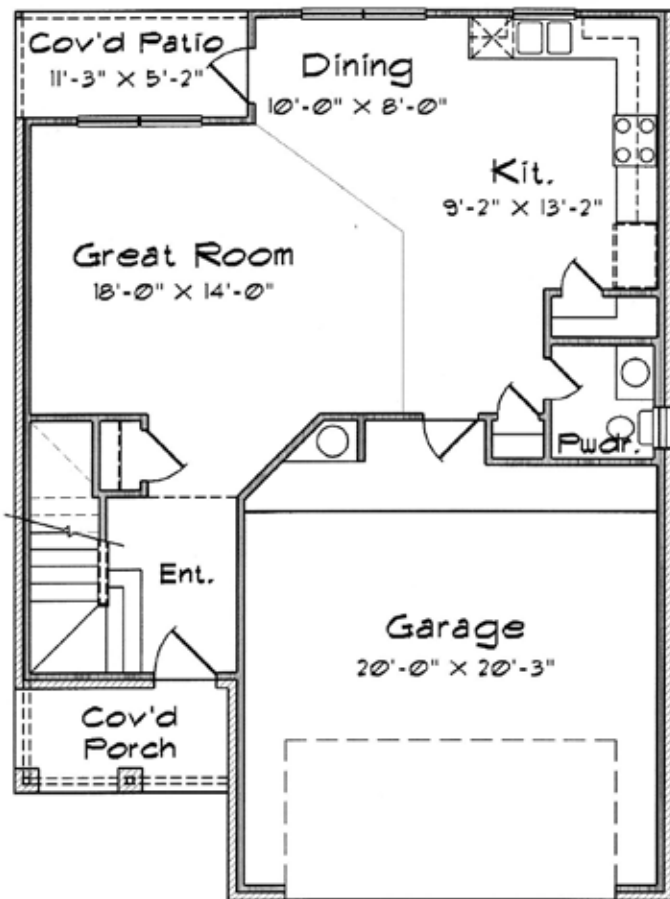 Cov'd Patio
11'-3" X 5'-2"
Dining
10'-0" X 8'-0"
Kit.
9'-2" X 13'-2"
Great Room
18'-0" X 14'-0"
Pwdr.
Ent.
Garage
20'-0" X 20'-3"
Cov'd
Porch